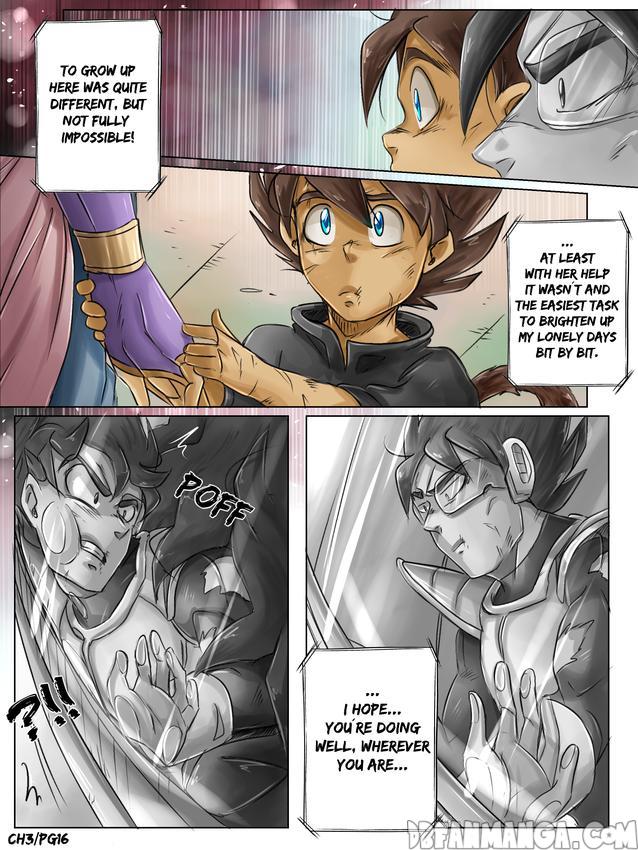 TO GROW UP
HERE WAS QUITE
DIFFERENT, BUT
NOT FULLY
IMPOSSIBLE!
...
AT LEAST
WITH HER HELP
IT WASN'T AND
THE EASIEST TASK
TO BRIGHTEN UP
MY LONELY DAYS
BIT BY BIT.
POFF
?!!
...
I HOPE...
YOU'RE DOING
WELL, WHEREVER
YOU ARE...
CH3/PG16
DBFANMANGA.COM